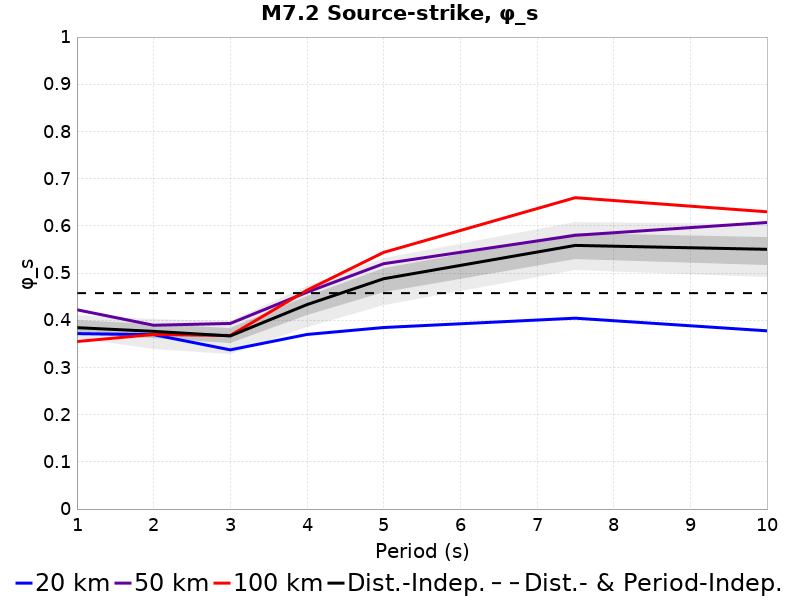 M7.2 Source-strike, φ_s
φ_s
1
0.9
0.8
0.7
0.6
0.5
0.4
0.3
0.2
0.1
0
1 2 3 4 5 6 7 8 9 10
Period (s)
20 km 50 km 100 km Dist.-Indep. Dist.- & Period-Indep.